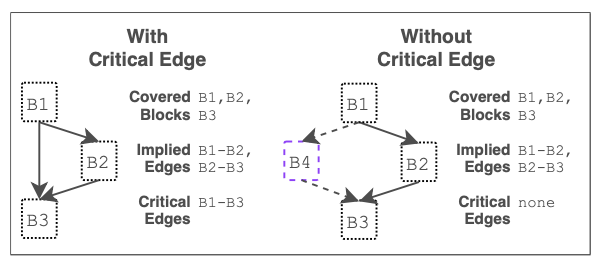 With
Critical Edge
B1
B2
B3
Covered B1,B2,
Blocks B3
Implied B1-B2,
Edges B2-B3
Critical B1-B3
Edges
Without
Critical Edge
B1
B4
B2
B3
Covered B1,B2,
Blocks B3
Implied B1-B2,
Edges B2-B3
Critical none
Edges